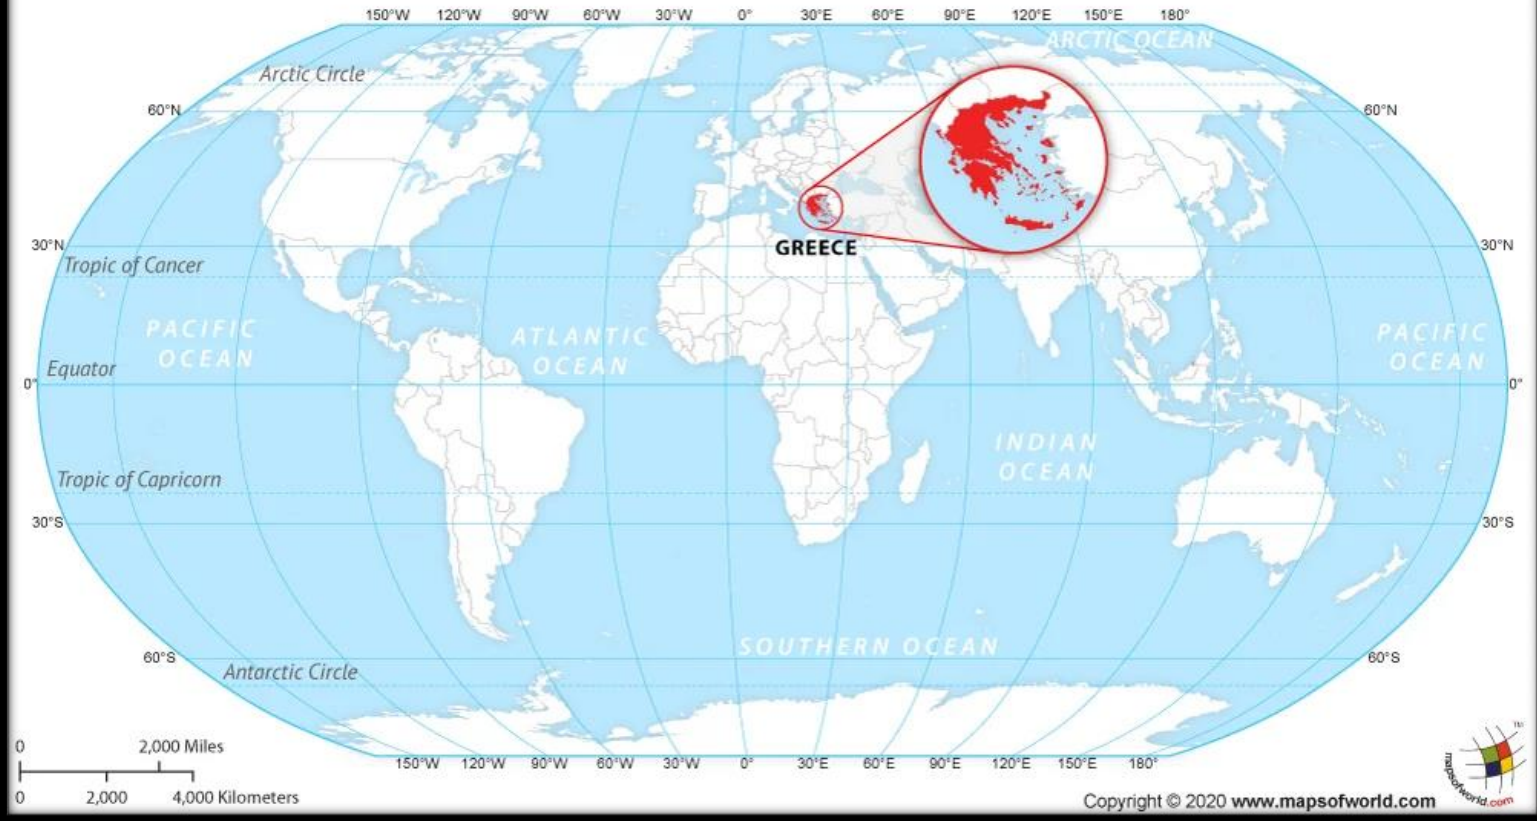 150°W 120°W 90°W 60°W 30°W 0° 30°E 60°E 90°E 120°E 150°E 180°
ARCTIC OCEAN
Arctic Circle
60°N 60°N
GREECE
30°N 30°N
Tropic of Cancer
PACIFIC
OCEAN
ATLANTIC
OCEAN
PACIFIC
OCEAN
Equator
0° 0°
INDIAN
OCEAN
Tropic of Capricorn
30°S 30°S
SOUTHERN OCEAN
60°S 60°S
Antarctic Circle
0 2,000 Miles
0 2,000 4,000 Kilometers
150°W 120°W 90°W 60°W 30°W 0° 30°E 60°E 90°E 120°E 150°E 180°
TM
mapsofworld.com
Copyright © 2020 www.mapsofworld.com